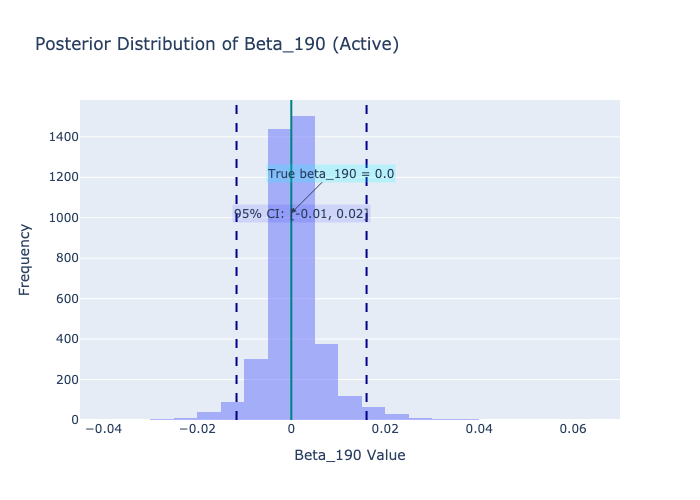 Posterior Distribution of Beta_190 (Active)
1400
1200
1000
800
600
400
200
0
Frequency
True beta_190 = 0.0
95% CI: [-0.01, 0.02]
−0.04
−0.02
0
0.02
0.04
0.06
Beta_190 Value